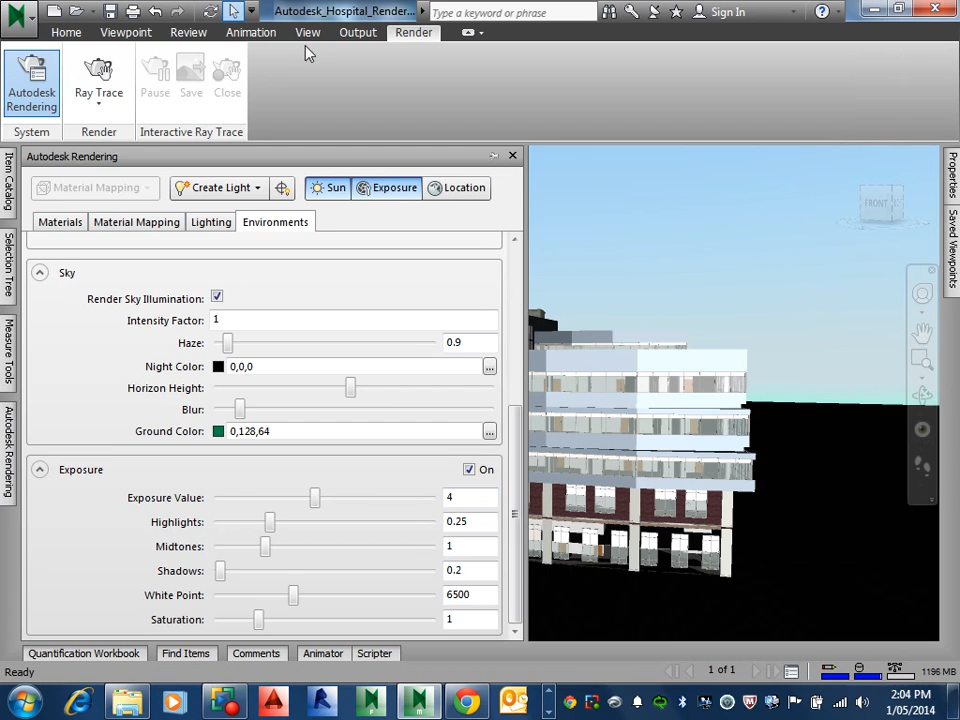 Autodesk_Hospital_Render...
Type a keyword or phrase
Sign In
Home
Viewpoint
Review
Animation
View
Output
Render
Autodesk Rendering
Ray Trace
Pause
Save
Close
System
Render
Interactive Ray Trace
Item Catalog
Selection Tree
Measure Tools
Autodesk Rendering
Autodesk Rendering
Material Mapping
Create Light
Sun
Exposure
Location
Materials
Material Mapping
Lighting
Environments
Sky
Render Sky Illumination:
Intensity Factor: 1
Haze: 0.9
Night Color: 0,0,0 ...
Horizon Height:
Blur:
Ground Color: 0,128,64 ...
Exposure On
Exposure Value: 4
Highlights: 0.25
Midtones: 1
Shadows: 0.2
White Point: 6500
Saturation: 1
FRONT
Properties
Saved Viewpoints
Quantification Workbook
Find Items
Comments
Animator
Scripter
Ready
1 of 1
1196 MB
2:04 PM
1/05/2014